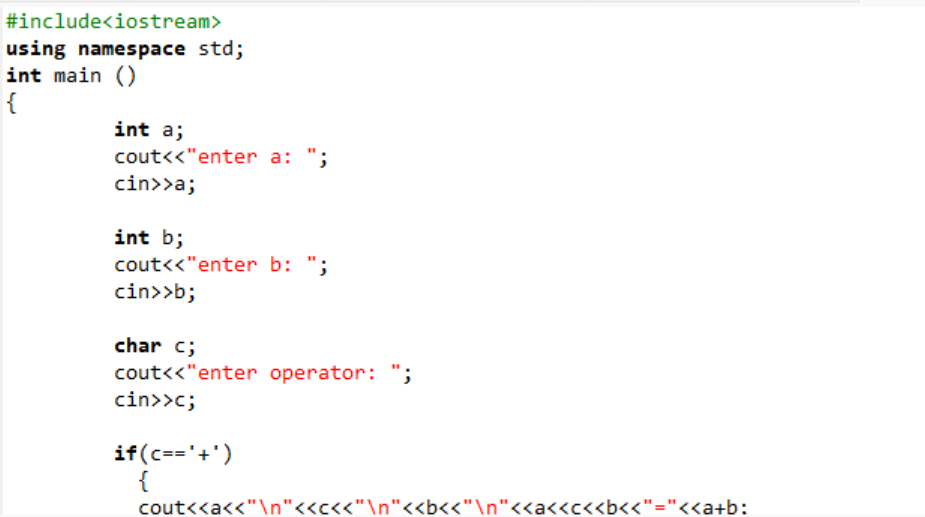 #include<iostream>
using namespace std;
int main ()
{
int a;
cout<<"enter a: ";
cin>>a;
int b;
cout<<"enter b: ";
cin>>b;
char c;
cout<<"enter operator: ";
cin>>c;
if(c=='+')
{
cout<<a<<"\n"<<c<<"\n"<<b<<"\n"<<a<<c<<b<<"="<<a+b;